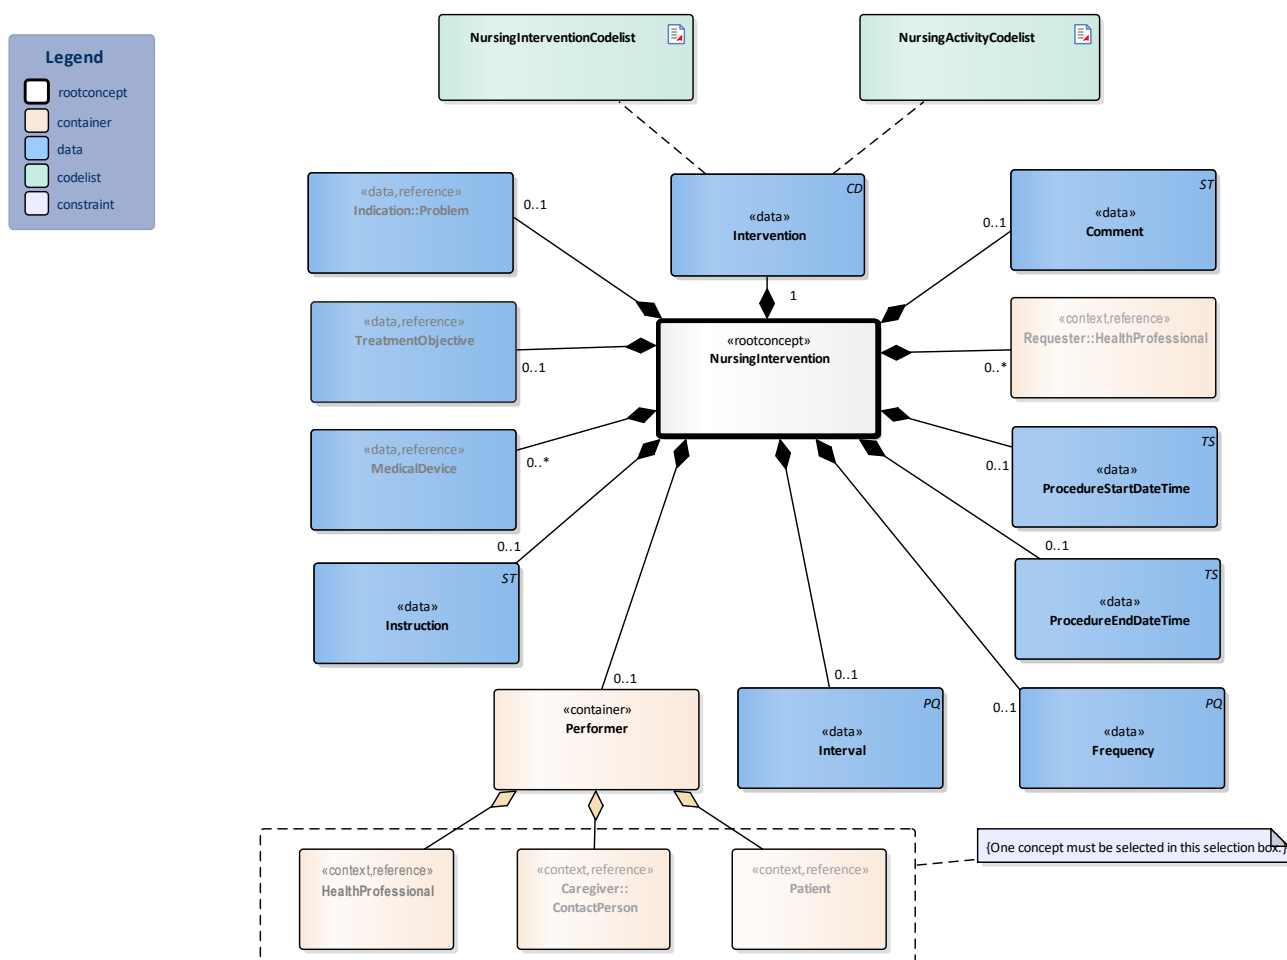 NursingInterventionCodelist
NursingActivityCodelist
Legend
rootconcept
container
data
codelist
constraint
«data,reference»
Indication::Problem
0..1
CD
«data»
Intervention
1
ST
«data»
Comment
0..1
«data,reference»
TreatmentObjective
0..1
«rootconcept»
NursingIntervention
«context,reference»
Requester::HealthProfessional
0..*
«data,reference»
MedicalDevice
0..*
TS
«data»
ProcedureStartDateTime
0..1
ST
«data»
Instruction
0..1
TS
«data»
ProcedureEndDateTime
0..1
«container»
Performer
0..1
PQ
«data»
Interval
0..1
PQ
«data»
Frequency
0..1
«context,reference»
HealthProfessional
«context,reference»
Caregiver::
ContactPerson
«context,reference»
Patient
{One concept must be selected in this selection box.}